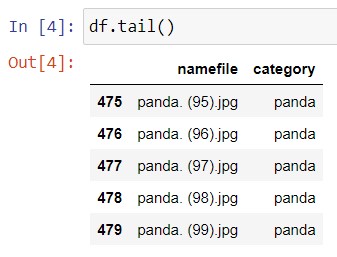 In [4]: df.tail()
Out[4]:
namefile category
475 panda. (95).jpg panda
476 panda. (96).jpg panda
477 panda. (97).jpg panda
478 panda. (98).jpg panda
479 panda. (99).jpg panda